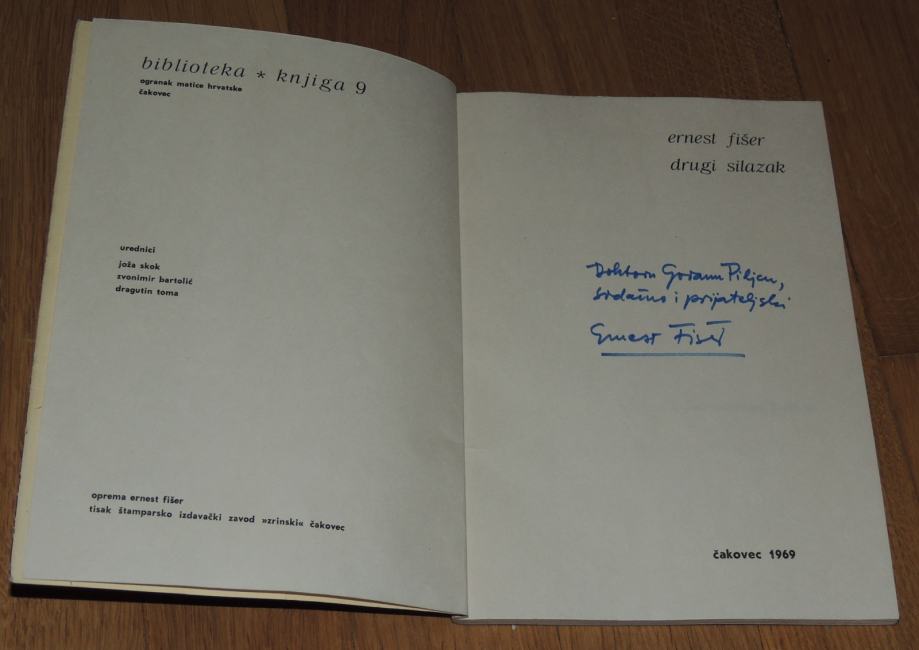 biblioteka * knjiga 9
ogranak matice hrvatske
čakovec
urednici
joža skok
zvonimir bartolić
dragutin toma
oprema ernest fišer
tisak štamparsko izdavački zavod »zrinski« čakovec
ernest fišer
drugi silazak
Doktoru Goranu
srdačno i prijateljski
Ernest Fišer
čakovec 1969